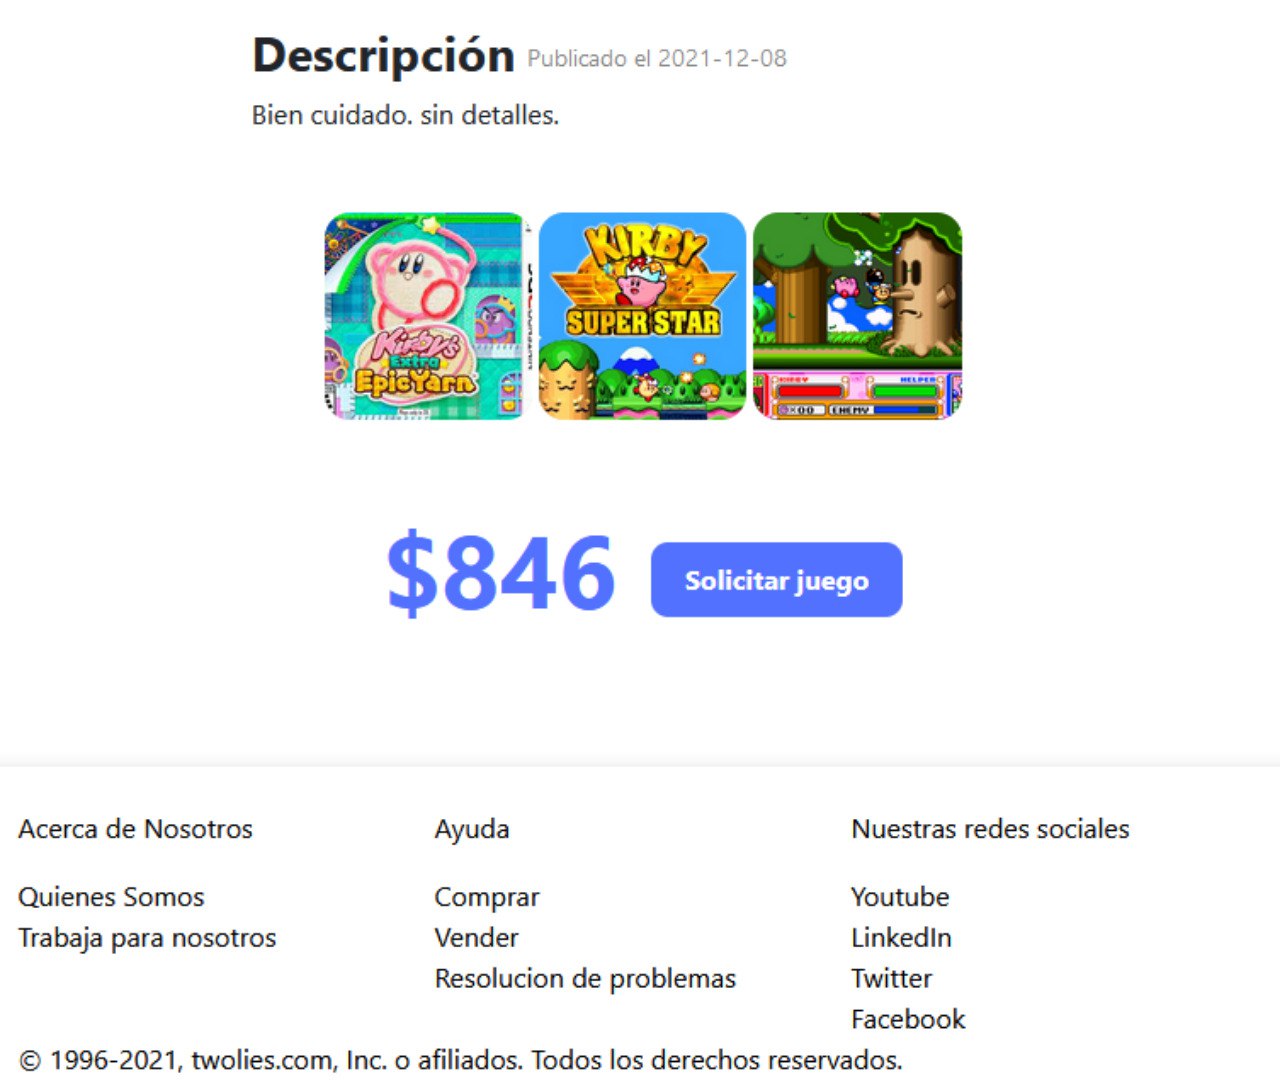 Descripción Publicado el 2021-12-08
Bien cuidado. sin detalles.
Kirby's
Extra
Epic Yarn
KIRBY
SUPER STAR
KIRBY HELPER
×00 ENEMY
$846 Solicitar juego
Acerca de Nosotros
Quienes Somos
Trabaja para nosotros
Ayuda
Comprar
Vender
Resolucion de problemas
Nuestras redes sociales
Youtube
LinkedIn
Twitter
Facebook
© 1996-2021, twolies.com, Inc. o afiliados. Todos los derechos reservados.